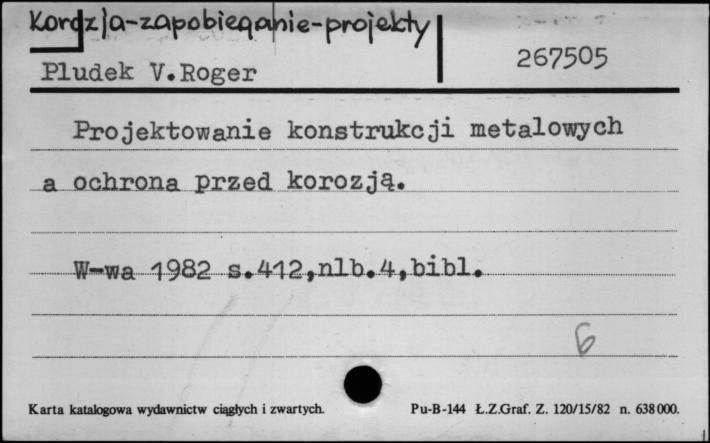 Korozja-zapobieganie-projekty
Pludek V.Roger
267505
Projektowanie konstrukcji metalowych
a ochrona przed korozją.
W-wa 1982 s.412,nlb.4,bibl.
6
Karta katalogowa wydawnictw ciągłych i zwartych.
Pu-B-144 Ł.Z.Graf. Z. 120/15/82 n. 638000.